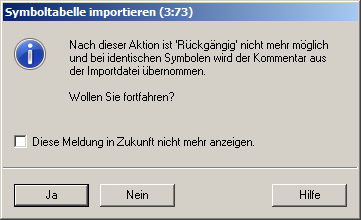 Symboltabelle importieren (3:73)
Nach dieser Aktion ist 'Rückgängig' nicht mehr möglich
und bei identischen Symbolen wird der Kommentar aus
der Importdatei übernommen.
Wollen Sie fortfahren?
Diese Meldung in Zukunft nicht mehr anzeigen.
Ja
Nein
Hilfe